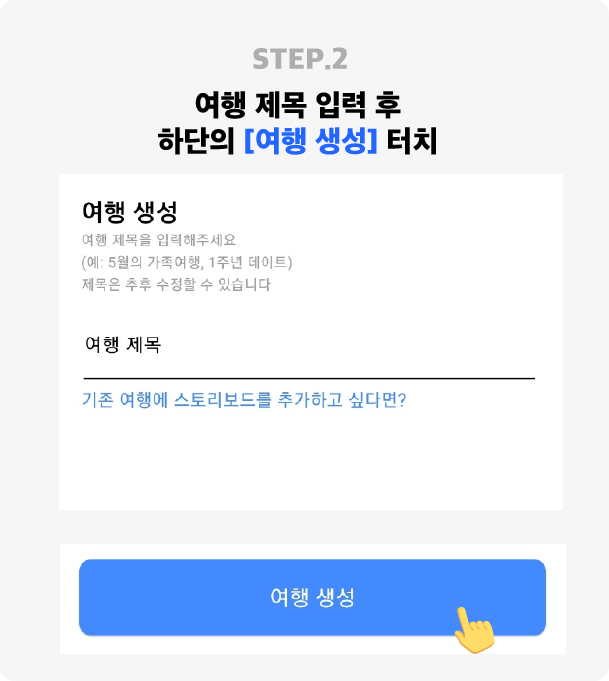 STEP.2
여행 제목 입력 후
하단의 [여행 생성] 터치
여행 생성
여행 제목을 입력해주세요
(예: 5월의 가족여행, 1주년 데이트)
제목은 추후 수정할 수 있습니다
여행 제목
기존 여행에 스토리보드를 추가하고 싶다면?
여행 생성